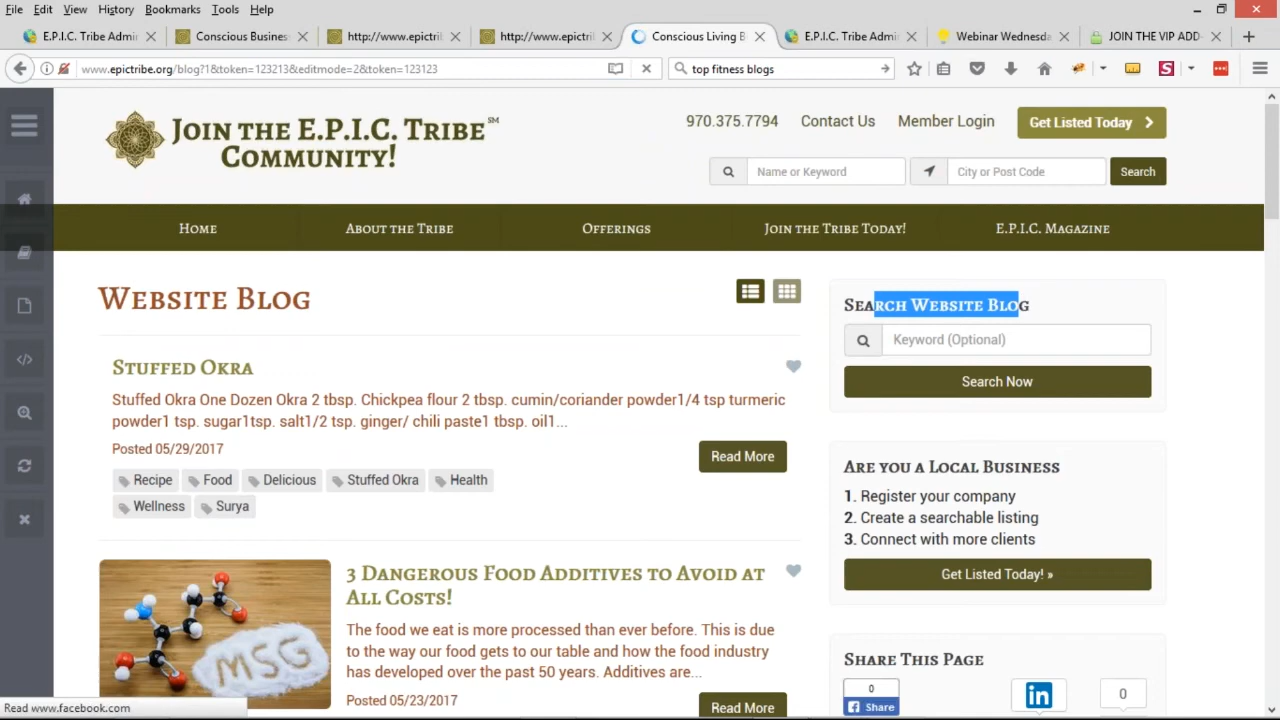 File Edit View History Bookmarks Tools Help
E.P.I.C. Tribe Admi
Conscious Busines
http://www.epictrib
http://www.epictri
Conscious Living B
E.P.I.C. Tribe Admi
Webinar Wednesda
JOIN THE VIP ADD-
www.epictribe.org/blog?1&token=123213&editmode=2&token=123123
top fitness blogs
Join the E.P.I.C. Tribe℠
Community!
970.375.7794 Contact Us Member Login Get Listed Today
Name or Keyword City or Post Code Search
Home About the Tribe Offerings Join the Tribe Today! E.P.I.C. Magazine
Website Blog
Stuffed Okra
Stuffed Okra One Dozen Okra 2 tbsp. Chickpea flour 2 tbsp. cumin/coriander powder1/4 tsp turmeric
powder1 tsp. sugar1tsp. salt1/2 tsp. ginger/ chili paste1 tbsp. oil1...
Posted 05/29/2017
Read More
Recipe Food Delicious Stuffed Okra Health
Wellness Surya
MSG
3 Dangerous Food Additives to Avoid at
All Costs!
The food we eat is more processed than ever before. This is due
to the way our food gets to our table and how the food industry
has developed over the past 50 years. Additives are...
Posted 05/23/2017
Read More
Search Website Blog
Keyword (Optional)
Search Now
Are you a Local Business
1. Register your company
2. Create a searchable listing
3. Connect with more clients
Get Listed Today! »
Share This Page
0
Share
in
0
Read www.facebook.com